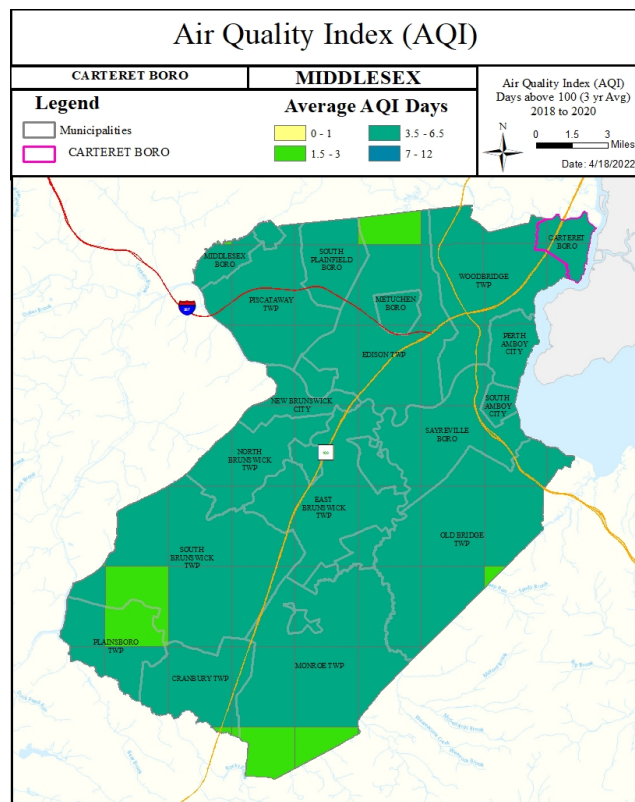 Air Quality Index (AQI)
CARTERET BORO
MIDDLESEX
Legend
Municipalities
CARTERET BORO
Average AQI Days
0 - 1
3.5 - 6.5
1.5 - 3
7 - 12
Air Quality Index (AQI)
Days above 100 (3 yr Avg)
2018 to 2020
N
0 1.5 3
Miles
Date: 4/18/2022
CARTERET
BORO
MIDDLESEX
BORO
SOUTH
PLAINFIELD
BORO
WOODBRIDGE
TWP
PISCATAWAY
TWP
METUCHEN
BORO
PERTH
AMBOY
CITY
EDISON TWP
NEW BRUNSWICK
CITY
SOUTH
AMBOY
CITY
SAYREVILLE
BORO
NORTH
BRUNSWICK
TWP
EAST
BRUNSWICK
TWP
OLD BRIDGE
TWP
SOUTH
BRUNSWICK
TWP
PLAINSBORO
TWP
CRANBURY TWP
MONROE TWP